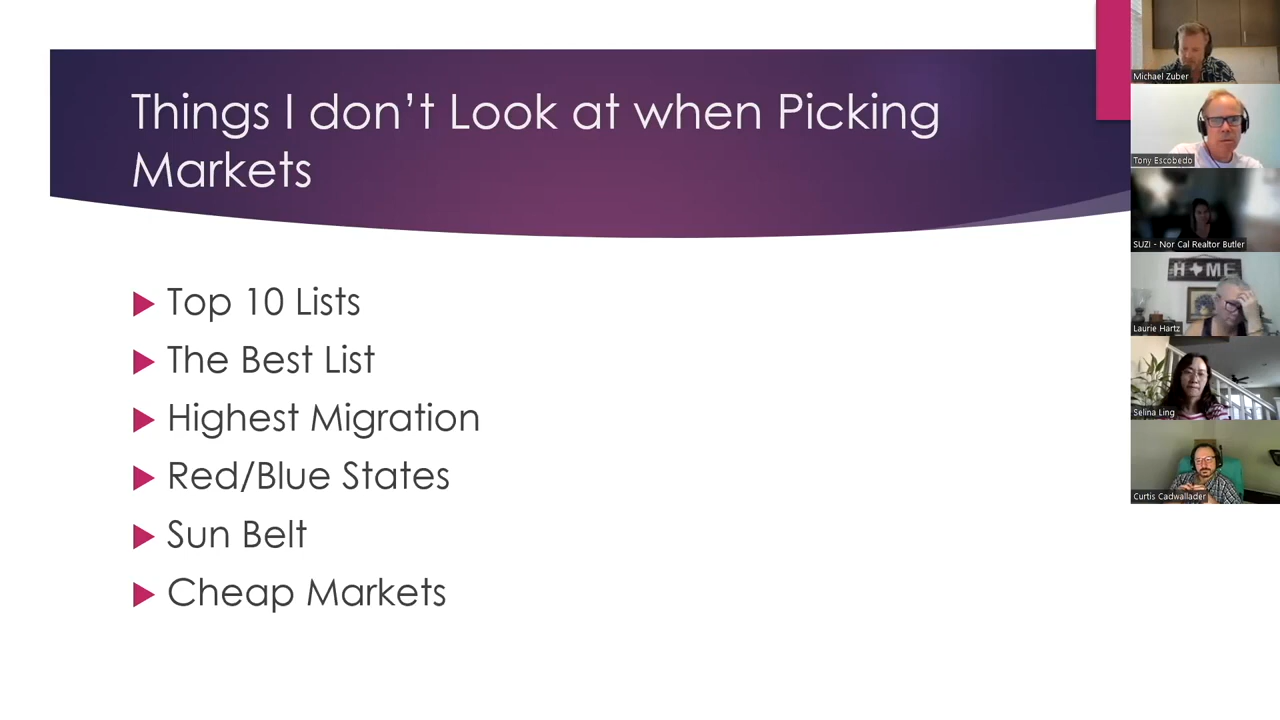 Things I don't Look at when Picking
Markets
Top 10 Lists
The Best List
Highest Migration
Red/Blue States
Sun Belt
Cheap Markets
Michael Zuber
Tony Escobedo
SUZI - Nor Cal Realtor Butler
H✦ME
Laurie Hartz
Selina Ling
Curtis Cadwallader